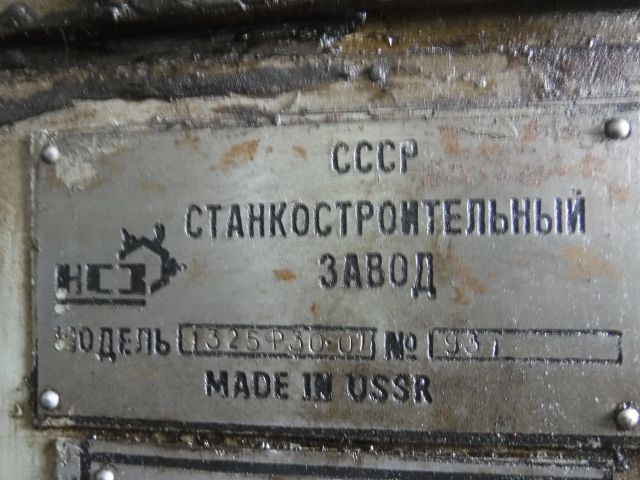 СССР
СТАНКОСТРОИТЕЛЬНЫЙ
ЗАВОД
НСЗ
МОДЕЛЬ 1325Ф30-01 № 937
MADE IN USSR